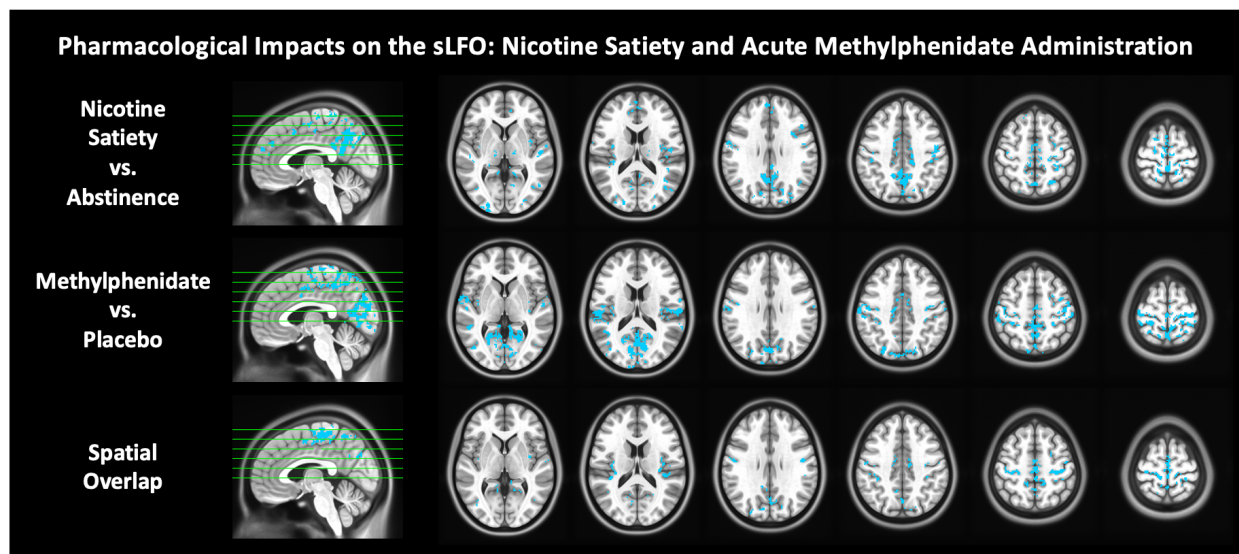 Pharmacological Impacts on the sLFO: Nicotine Satiety and Acute Methylphenidate Administration
Nicotine
Satiety
vs.
Abstinence
Methylphenidate
vs.
Placebo
Spatial
Overlap